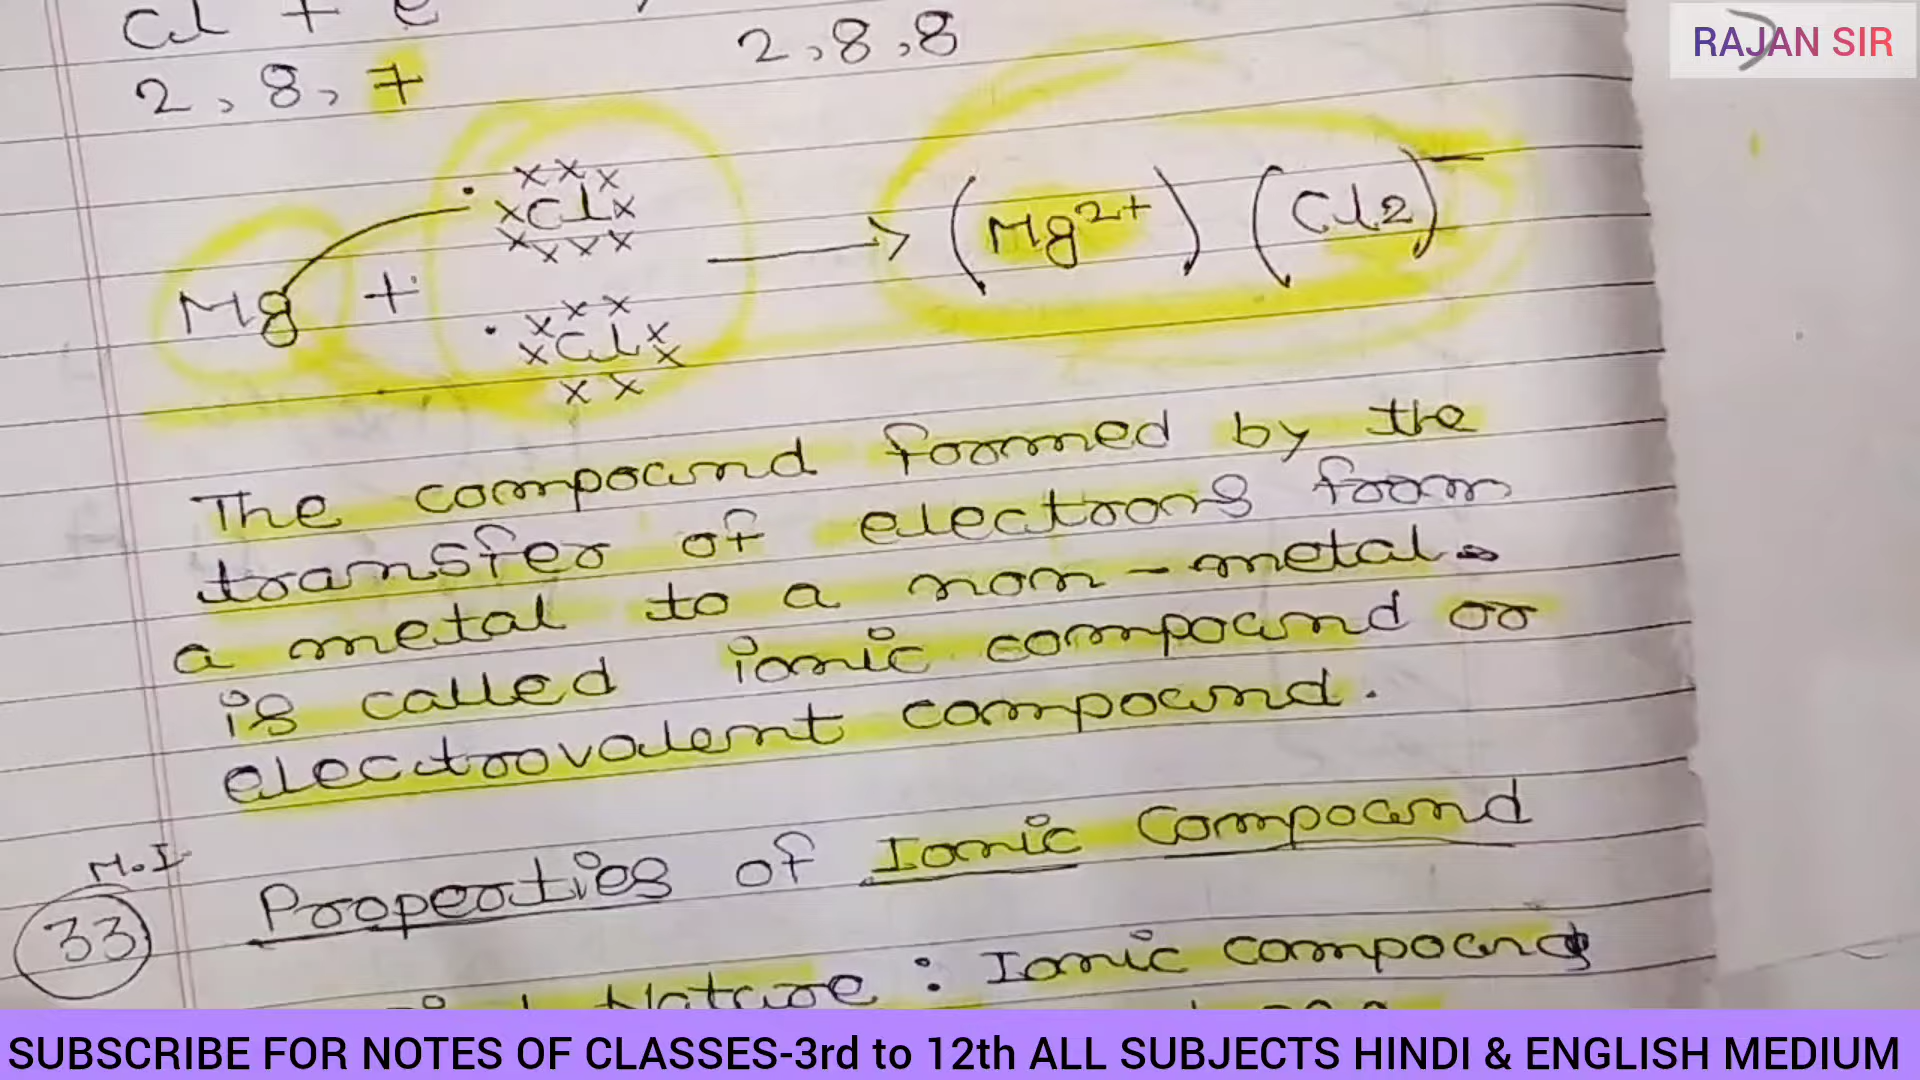 RAJAN SIR
Cl + e
2, 8, 7
2, 8, 8
Mg + Cl Cl → (Mg²⁺) (Cl2)⁻
The compound formed by the
transfer of electrons from
a metal to a non-metal
is called ionic compound or
electrovalent compound.
M.I
33 Properties of Ionic Compound
Nature : Ionic compounds
SUBSCRIBE FOR NOTES OF CLASSES-3rd to 12th ALL SUBJECTS HINDI & ENGLISH MEDIUM